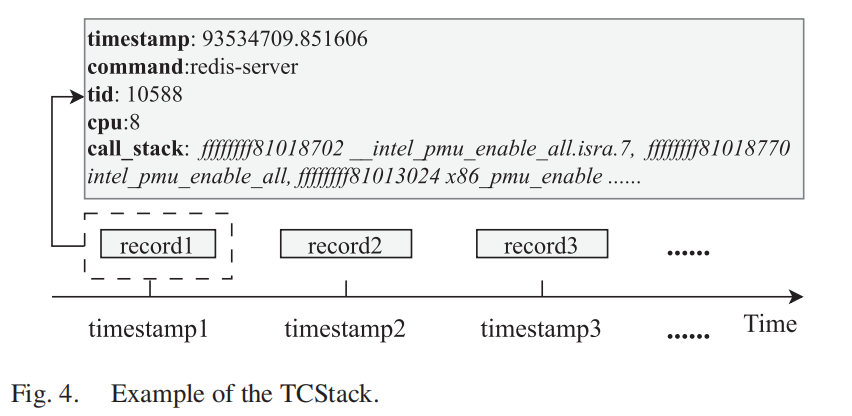 timestamp: 93534709.851606
command:redis-server
tid: 10588
cpu:8
call_stack: ffffffff81018702 __intel_pmu_enable_all.isra.7, ffffffff81018770
intel_pmu_enable_all, ffffffff81013024 x86_pmu_enable ......
record1 record2 record3 ......
timestamp1 timestamp2 timestamp3 ...... Time
Fig. 4. Example of the TCStack.